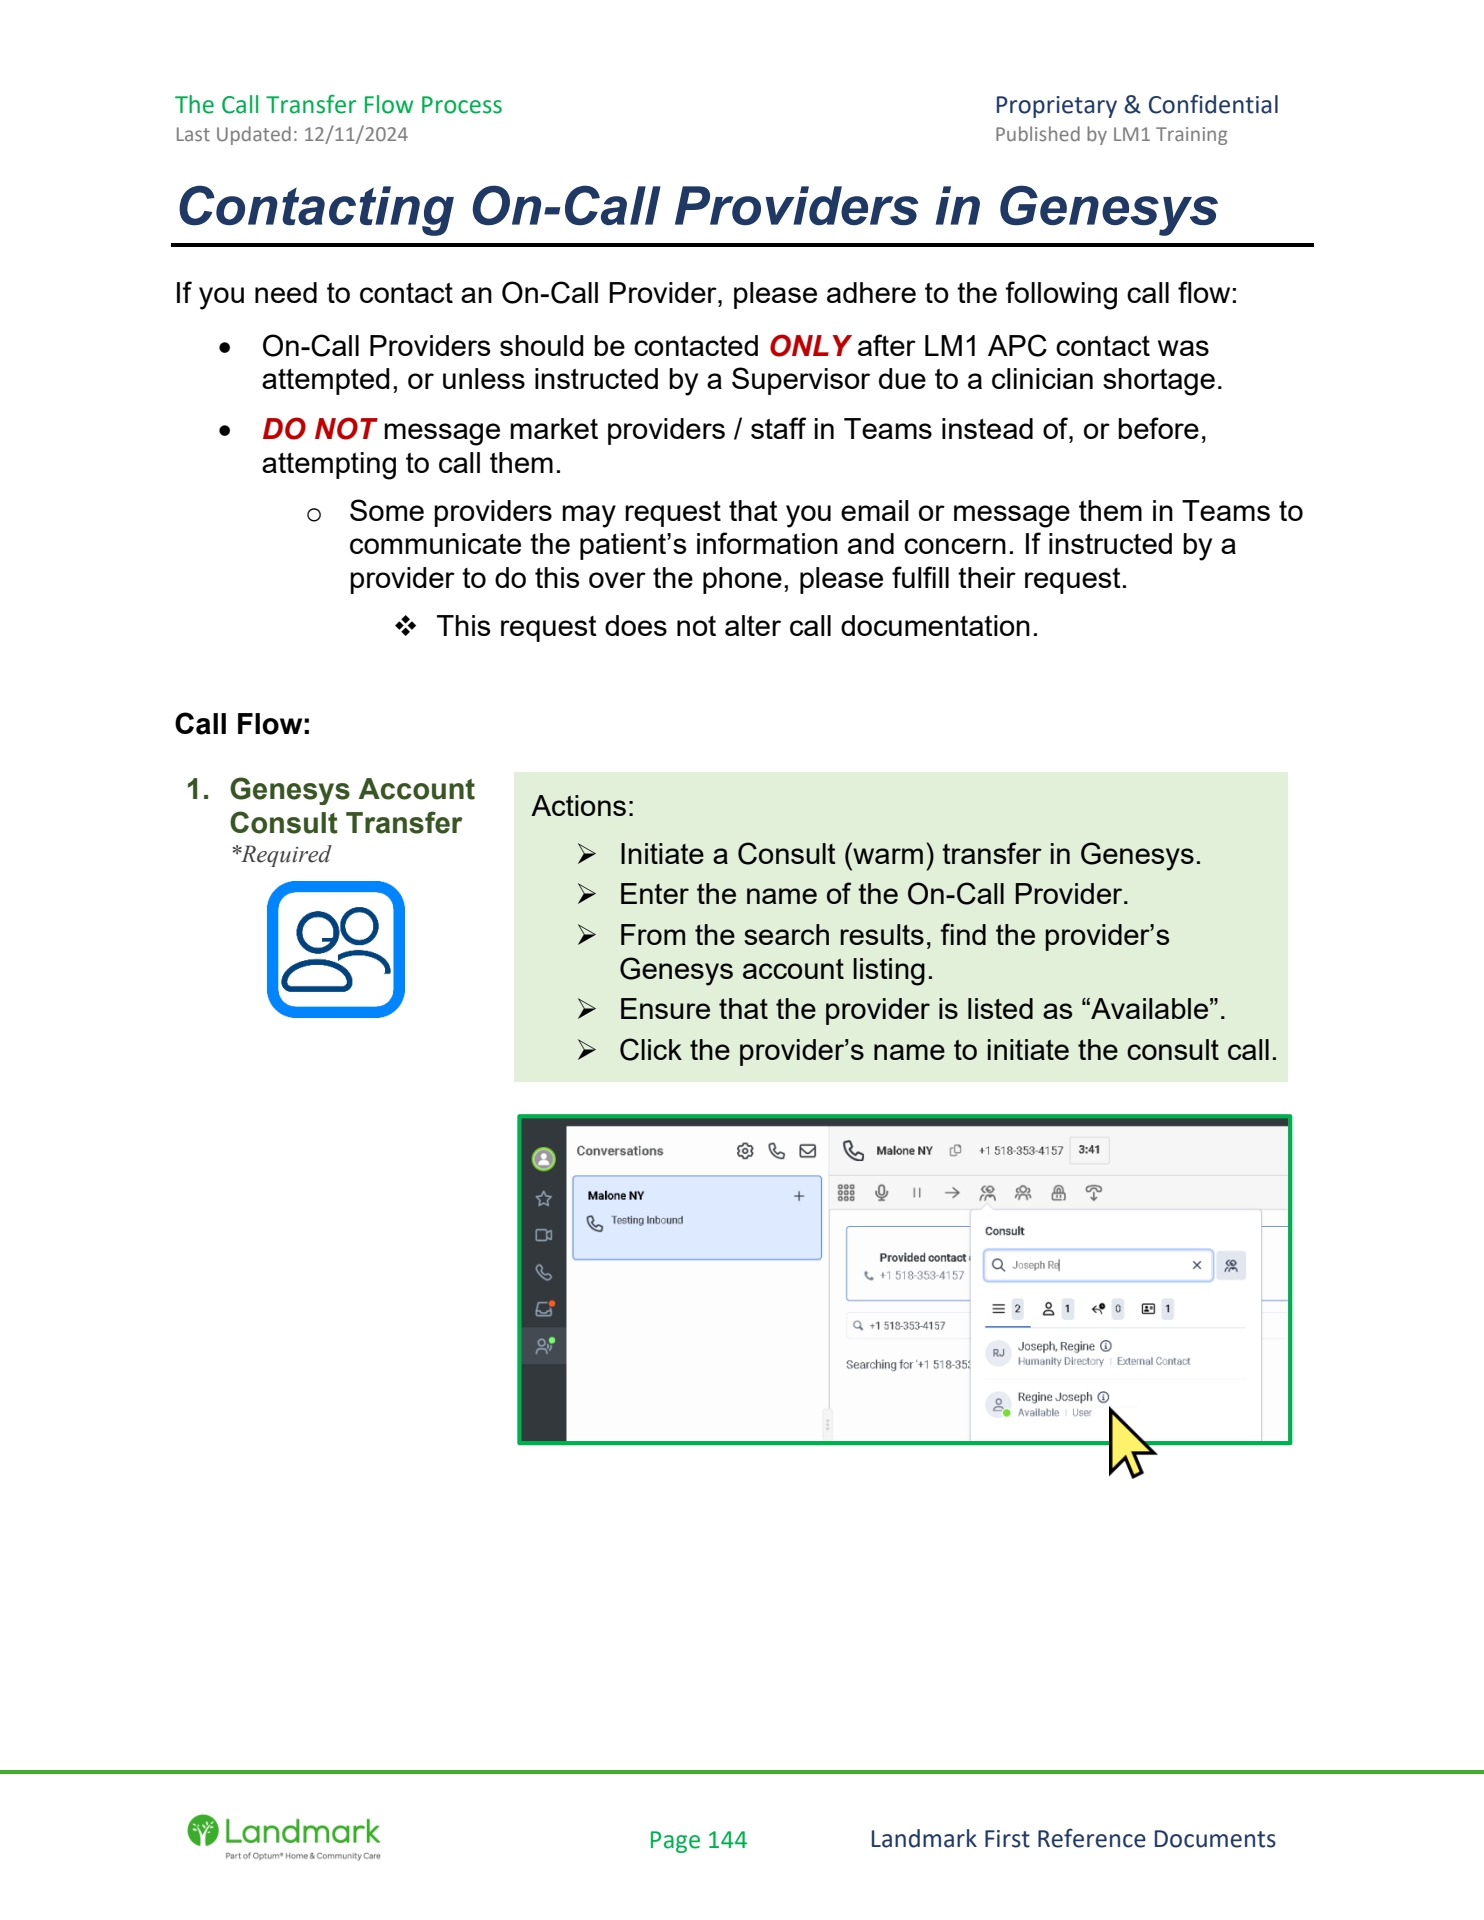 The Call Transfer Flow Process
Proprietary & Confidential
Last Updated: 12/11/2024
Published by LM1 Training
Contacting On-Call Providers in Genesys
If you need to contact an On-Call Provider, please adhere to the following call flow:
• On-Call Providers should be contacted ONLY after LM1 APC contact was
attempted, or unless instructed by a Supervisor due to a clinician shortage.
• DO NOT message market providers / staff in Teams instead of, or before,
attempting to call them.
o Some providers may request that you email or message them in Teams to
communicate the patient’s information and concern. If instructed by a
provider to do this over the phone, please fulfill their request.
❖ This request does not alter call documentation.
Call Flow:
1. Genesys Account
Consult Transfer
*Required
Actions:
➢ Initiate a Consult (warm) transfer in Genesys.
➢ Enter the name of the On-Call Provider.
➢ From the search results, find the provider’s
Genesys account listing.
➢ Ensure that the provider is listed as “Available”.
➢ Click the provider’s name to initiate the consult call.
Conversations
Malone NY
Testing Inbound
Malone NY +1 518-353-4157 3:41
Provided contact
+1 518-353-4157
+1 518-353-4157
Searching for '+1 518-353
Consult
Joseph Re
2 1 0 1
RJ
Joseph, Regine
Humanity Directory | External Contact
Regine Joseph
Available | User
Landmark
Part of Optum® Home & Community Care
Page 144
Landmark First Reference Documents